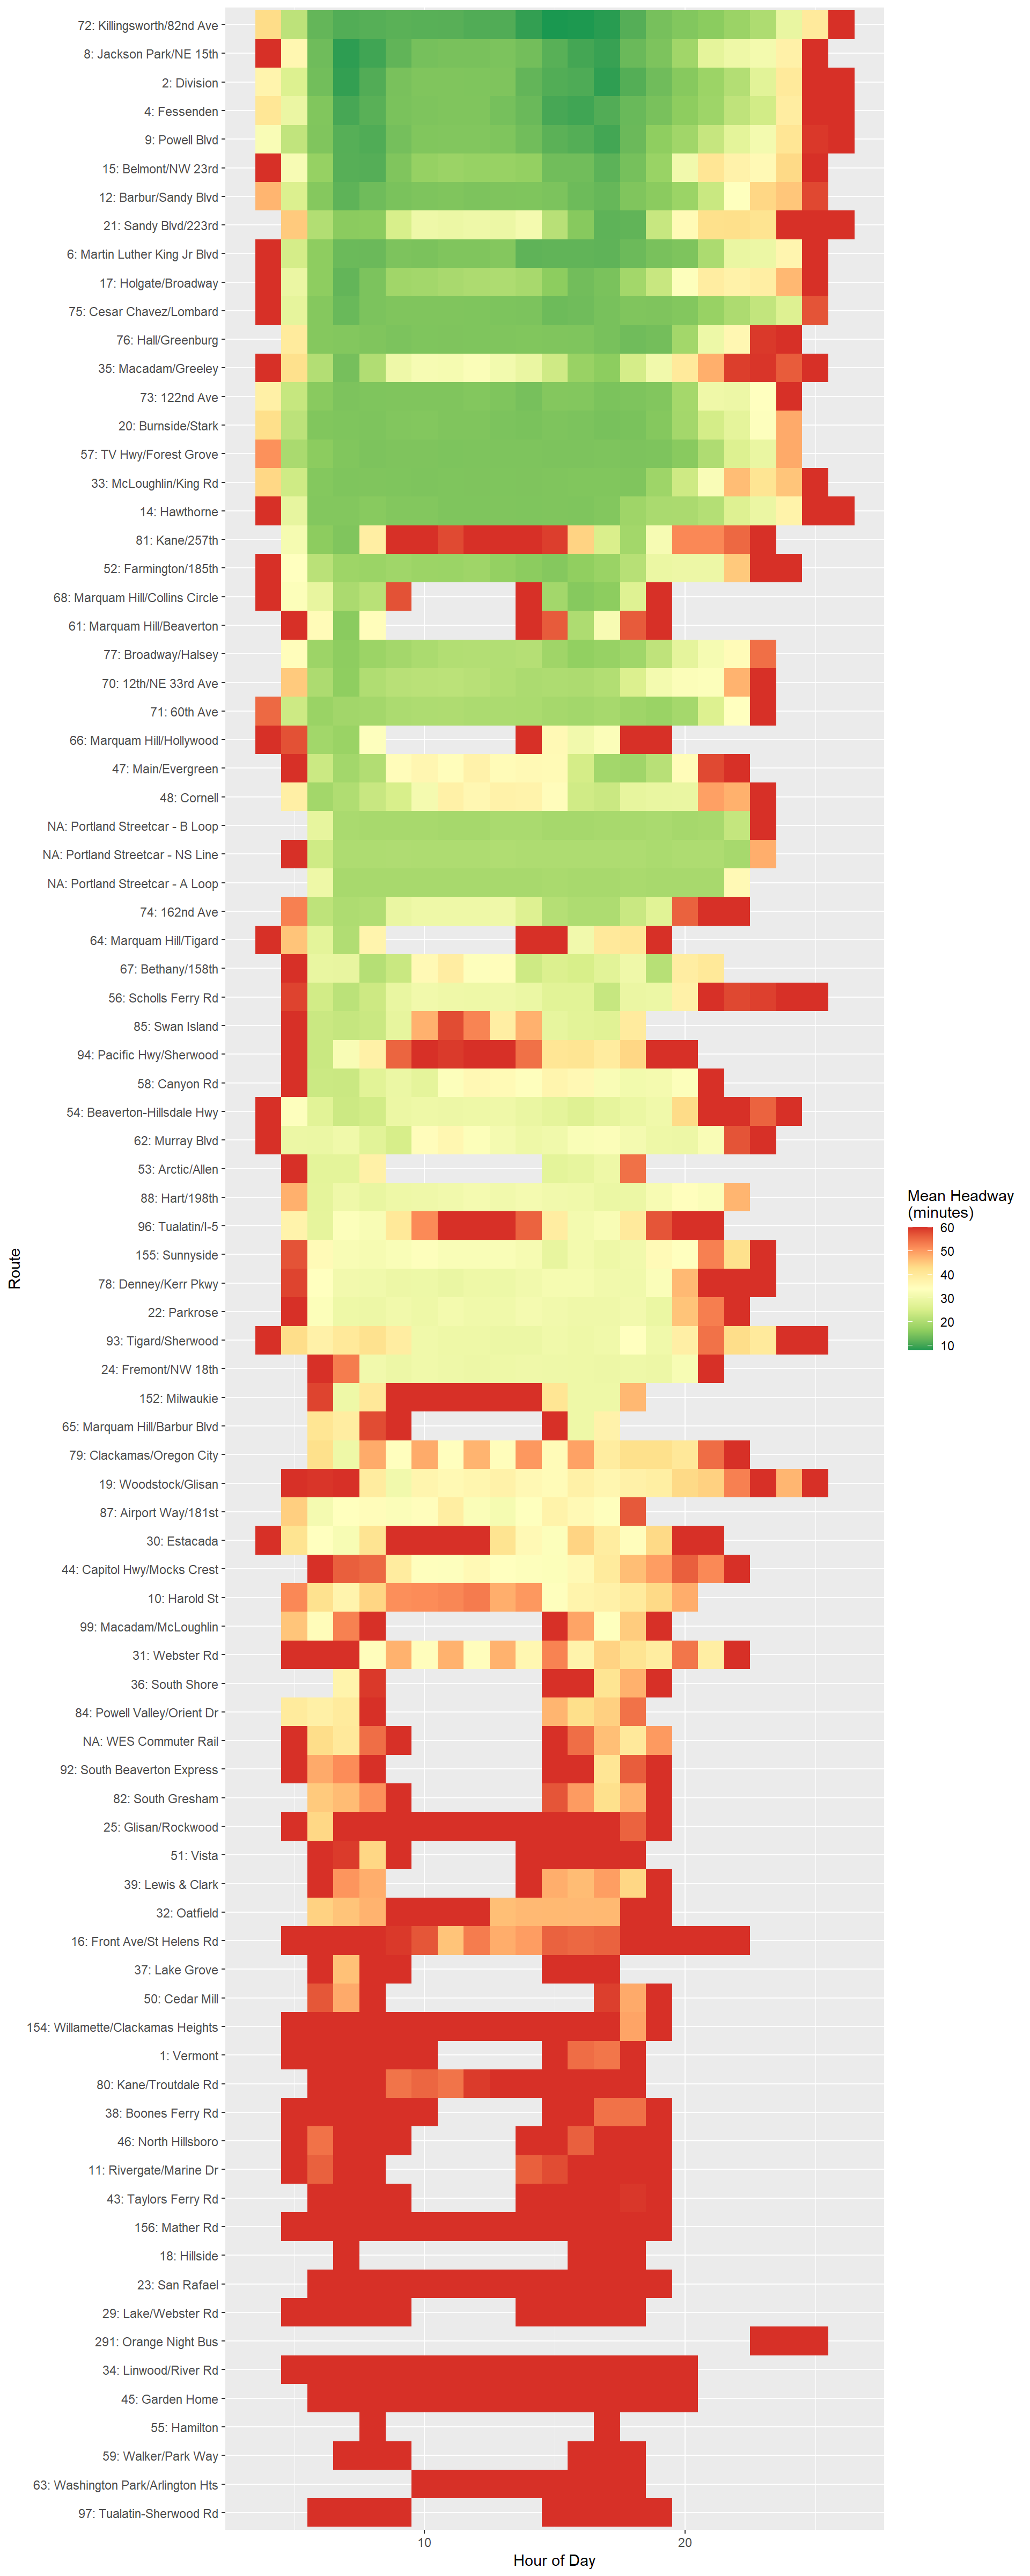 72: Killingsworth/82nd Ave
8: Jackson Park/NE 15th
2: Division
4: Fessenden
9: Powell Blvd
15: Belmont/NW 23rd
12: Barbur/Sandy Blvd
21: Sandy Blvd/223rd
6: Martin Luther King Jr Blvd
17: Holgate/Broadway
75: Cesar Chavez/Lombard
76: Hall/Greenburg
35: Macadam/Greeley
73: 122nd Ave
20: Burnside/Stark
57: TV Hwy/Forest Grove
33: McLoughlin/King Rd
14: Hawthorne
81: Kane/257th
52: Farmington/185th
68: Marquam Hill/Collins Circle
61: Marquam Hill/Beaverton
77: Broadway/Halsey
70: 12th/NE 33rd Ave
71: 60th Ave
66: Marquam Hill/Hollywood
47: Main/Evergreen
48: Cornell
NA: Portland Streetcar - B Loop
NA: Portland Streetcar - NS Line
NA: Portland Streetcar - A Loop
74: 162nd Ave
64: Marquam Hill/Tigard
67: Bethany/158th
56: Scholls Ferry Rd
85: Swan Island
94: Pacific Hwy/Sherwood
58: Canyon Rd
54: Beaverton-Hillsdale Hwy
62: Murray Blvd
53: Arctic/Allen
88: Hart/198th
96: Tualatin/I-5
155: Sunnyside
78: Denney/Kerr Pkwy
22: Parkrose
93: Tigard/Sherwood
24: Fremont/NW 18th
152: Milwaukie
65: Marquam Hill/Barbur Blvd
79: Clackamas/Oregon City
19: Woodstock/Glisan
87: Airport Way/181st
30: Estacada
44: Capitol Hwy/Mocks Crest
10: Harold St
99: Macadam/McLoughlin
31: Webster Rd
36: South Shore
84: Powell Valley/Orient Dr
NA: WES Commuter Rail
92: South Beaverton Express
82: South Gresham
25: Glisan/Rockwood
51: Vista
39: Lewis & Clark
32: Oatfield
16: Front Ave/St Helens Rd
37: Lake Grove
50: Cedar Mill
154: Willamette/Clackamas Heights
1: Vermont
80: Kane/Troutdale Rd
38: Boones Ferry Rd
46: North Hillsboro
11: Rivergate/Marine Dr
43: Taylors Ferry Rd
156: Mather Rd
18: Hillside
23: San Rafael
29: Lake/Webster Rd
291: Orange Night Bus
34: Linwood/River Rd
45: Garden Home
55: Hamilton
59: Walker/Park Way
63: Washington Park/Arlington Hts
97: Tualatin-Sherwood Rd
10
20
Hour of Day
Route
Mean Headway
(minutes)
60
50
40
30
20
10